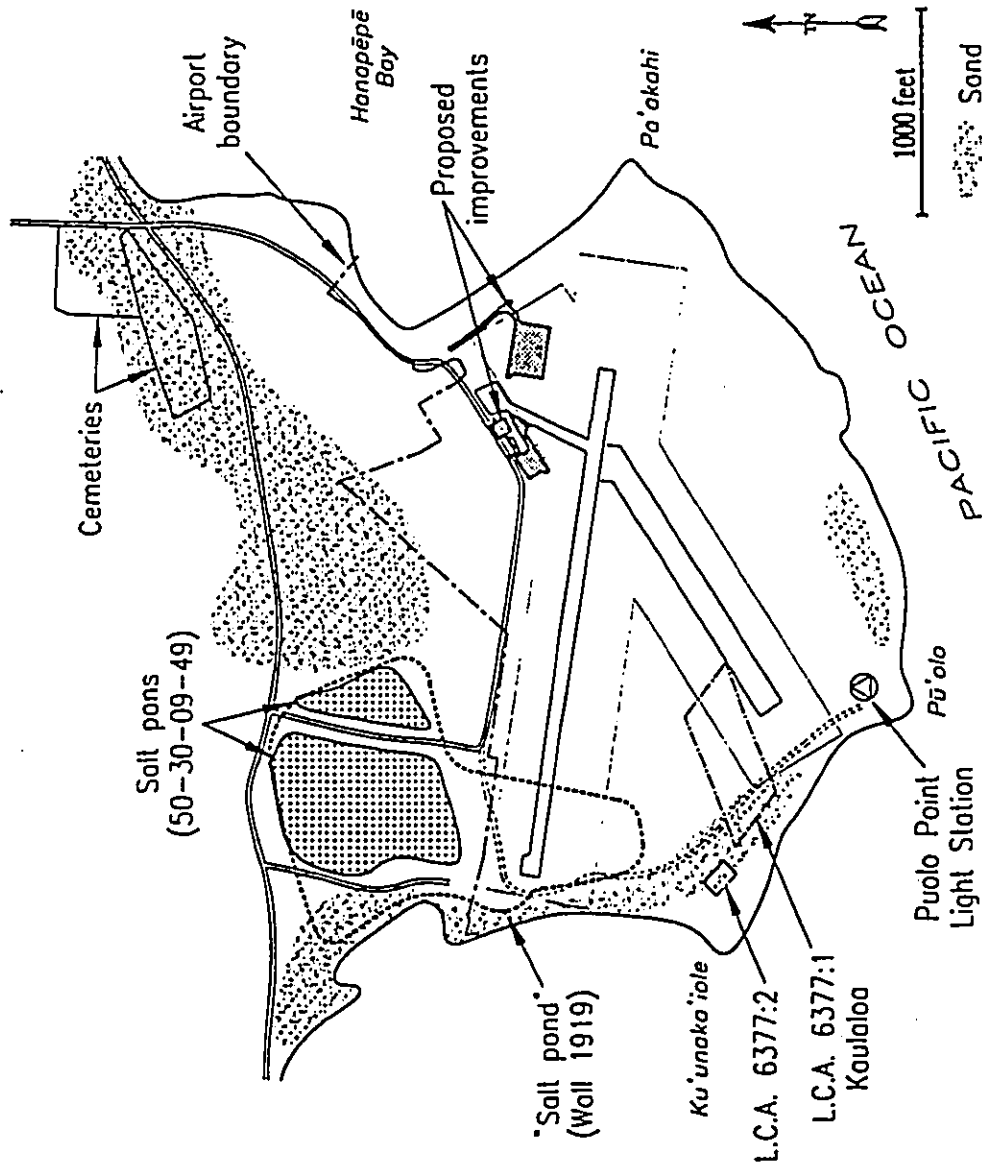 Cemeteries
Airport
boundary
Hanapēpē
Bay
Salt pans
(50-30-09-49)
Proposed
improvements
Pa'akahi
"Salt pond"
(Wall 1919)
Ku'unaka'iole
L.C.A. 6377:2
L.C.A. 6377:1
Kaulaloa
Puolo Point
Light Station
Pū'olo
PACIFIC OCEAN
TN
1000 feet
Sand